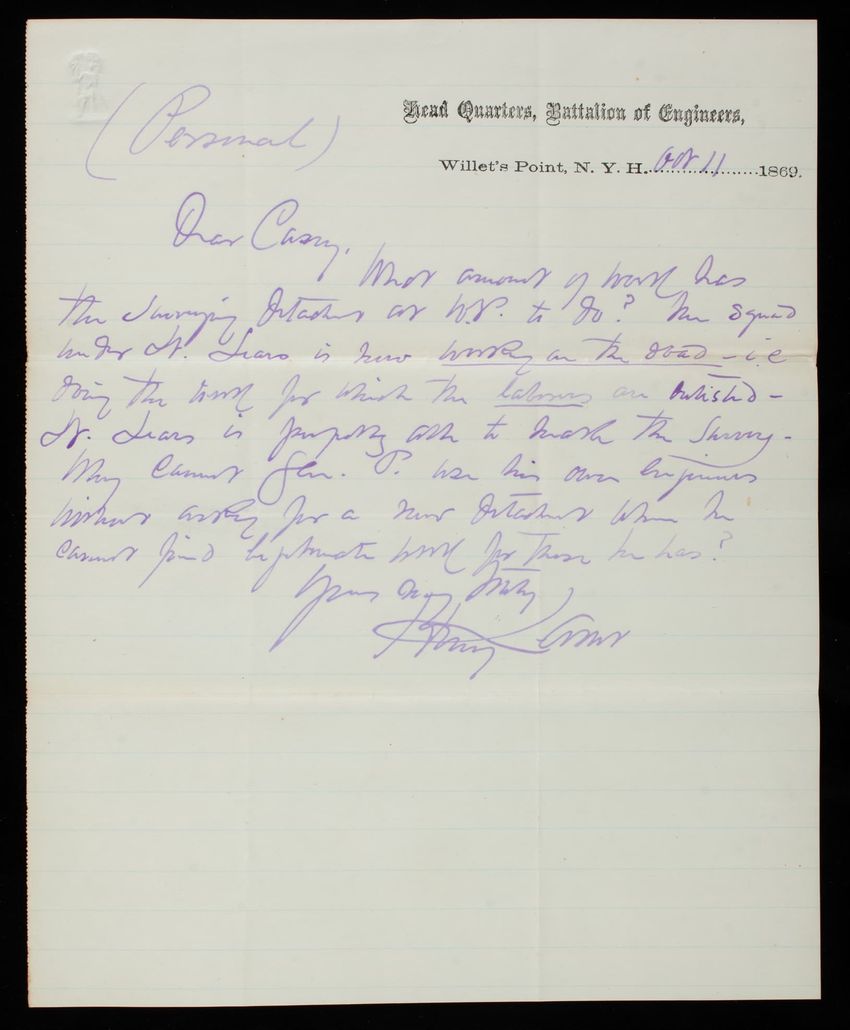 Head Quarters, Battalion of Engineers,
(Personal)
Willet's Point, N. Y. H. Oct 11 1869.
Dear Casey,
What amount of work has
the Surveying Detachmt at W.P. to do? The squad
under Lt. Sears is now working on the road - i.e
doing the work for which the laborers are enlisted -
Lt. Sears is perfectly able to make the Survey -
Why cannot Gen. P. use his own engineers
without asking for a new Detachmt when he
cannot find legitimate work for those he has?
Yours very truly,
Henry L Abbot